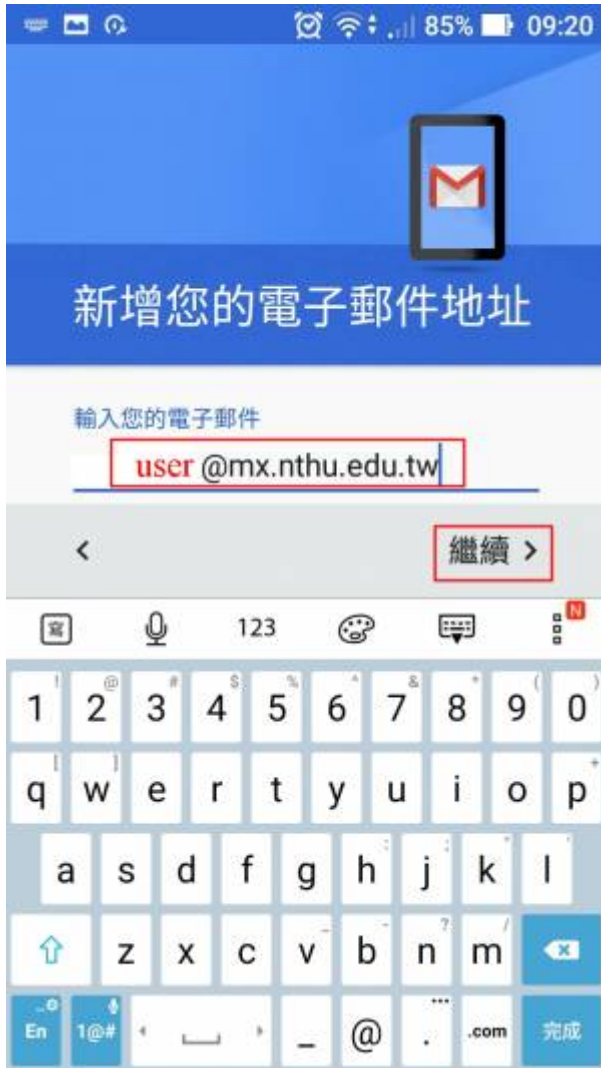 85% 09:20
新增您的電子郵件地址
輸入您的電子郵件
user @mx.nthu.edu.tw
< 繼續 >
寫 123 N
1 ! 2 @ 3 # 4 $ 5 % 6 ^ 7 & 8 * 9 ( 0 )
q [ w ] e r t y u i o p +
a s d f g h : j ; k " l '
z x c v _ b - n ? m /
En 1@# _ @ . ... .com 完成